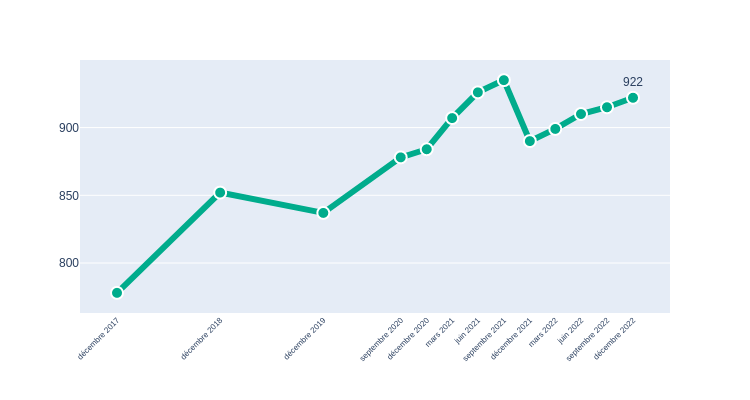 922
900
850
800
décembre 2017
décembre 2018
décembre 2019
septembre 2020
décembre 2020
mars 2021
juin 2021
septembre 2021
décembre 2021
mars 2022
juin 2022
septembre 2022
décembre 2022